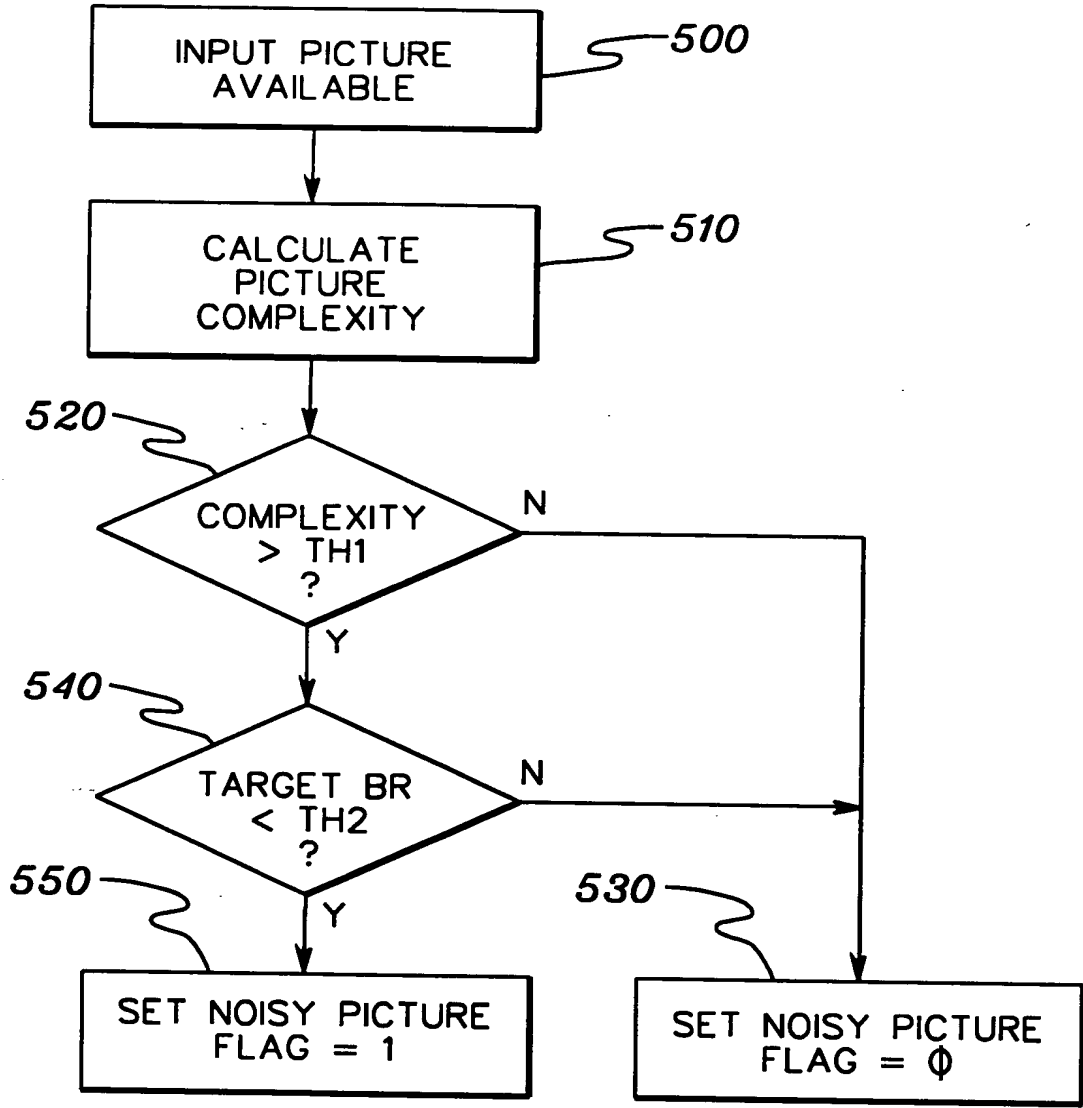 INPUT PICTURE
AVAILABLE
500
CALCULATE
PICTURE
COMPLEXITY
510
520
COMPLEXITY
> TH1
?
N
Y
540
TARGET BR
< TH2
?
N
Y
550
SET NOISY PICTURE
FLAG = 1
530
SET NOISY PICTURE
FLAG = ϕ